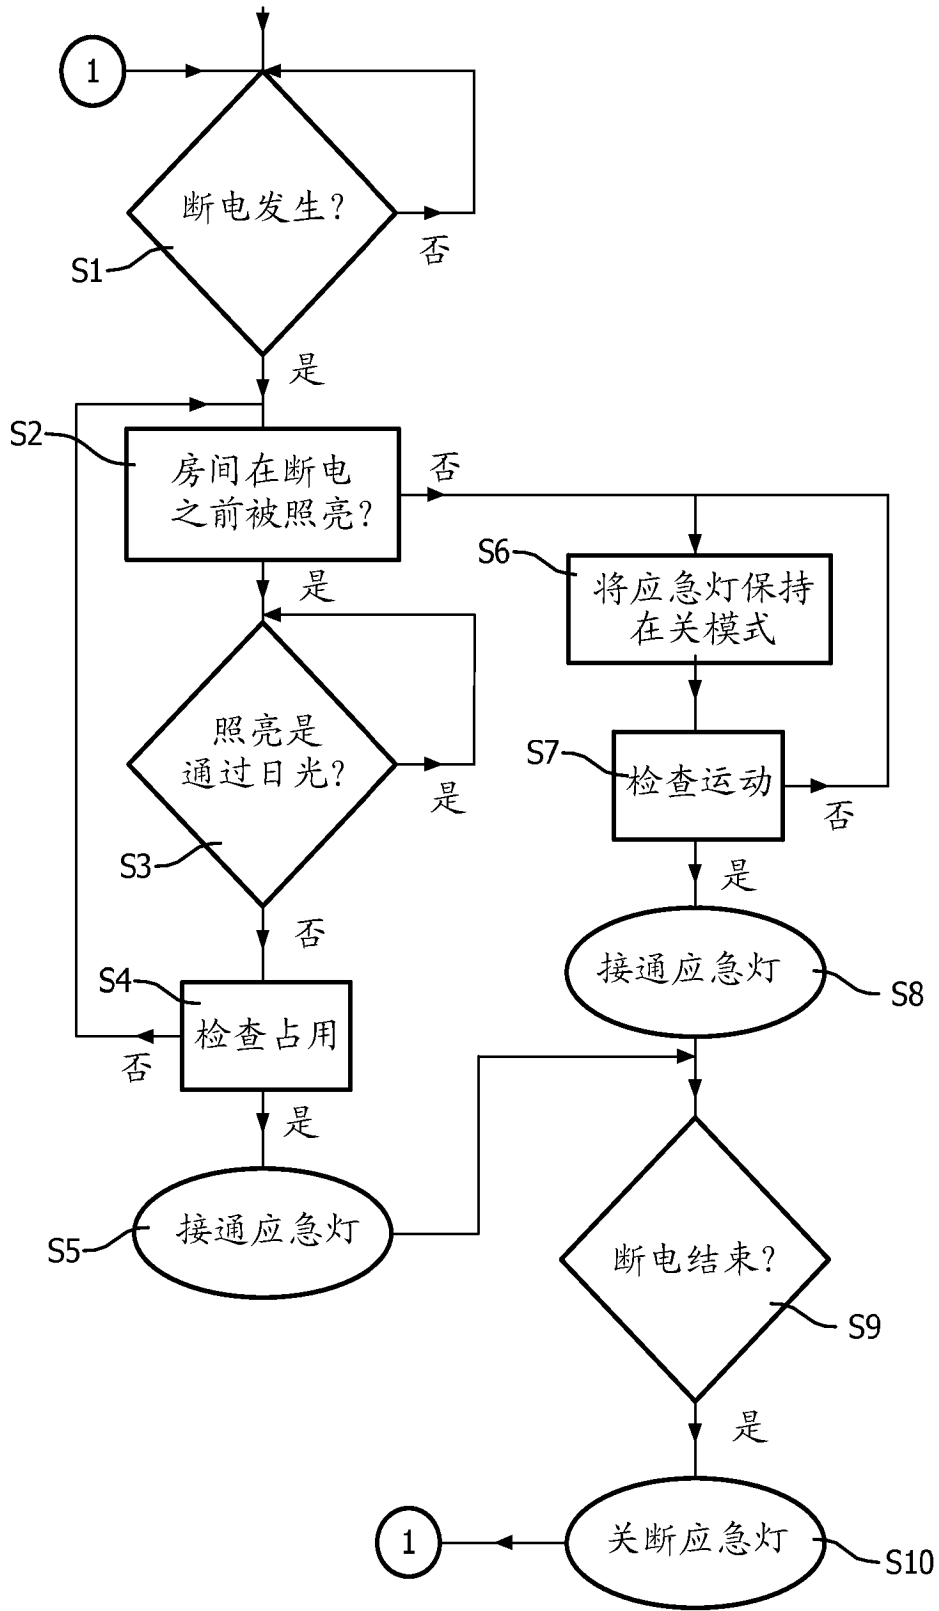 1
断电发生?
否
S1
是
S2
房间在断电
之前被照亮?
否
S6
将应急灯保持
在关模式
是
照亮是
通过日光?
是
S3
S7
检查运动
否
是
否
S4
检查占用
否
接通应急灯
S8
是
S5
接通应急灯
断电结束?
S9
是
1
关断应急灯
S10